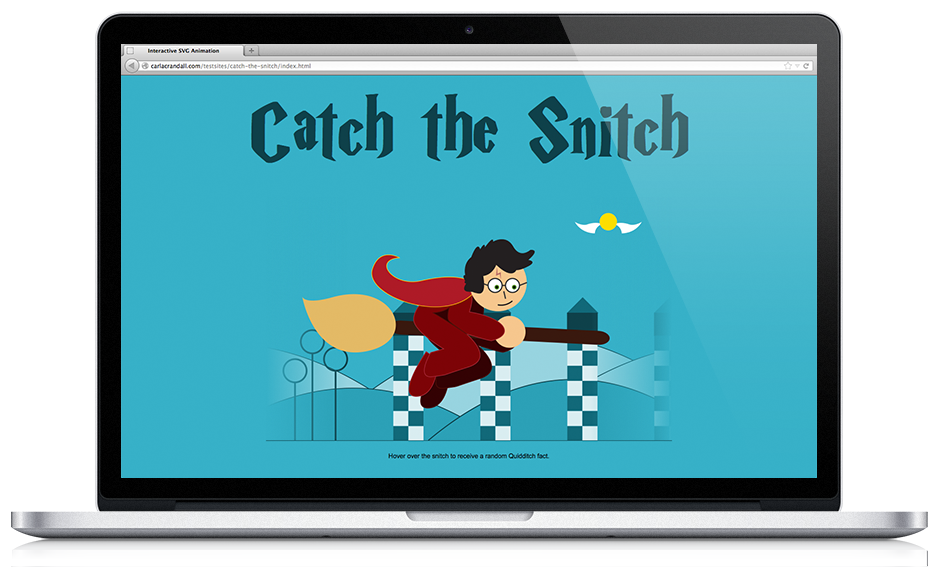 Interactive SVG Animation
carlacrandall.com/testsites/catch-the-snitch/index.html
Catch the Snitch
Hover over the snitch to receive a random Quidditch fact.